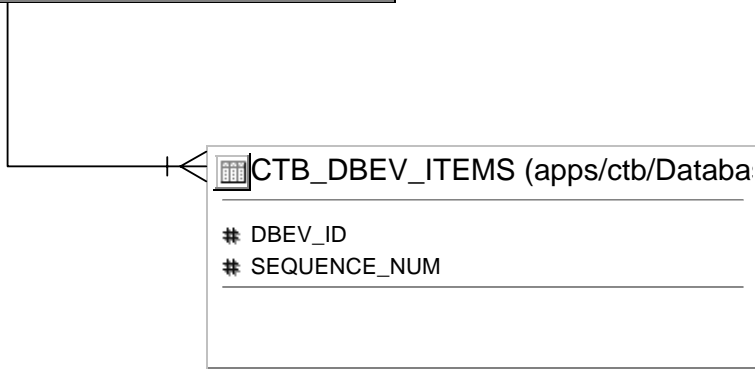 CTB_DBEV_ITEMS (apps/ctb/Databa
# DBEV_ID
# SEQUENCE_NUM